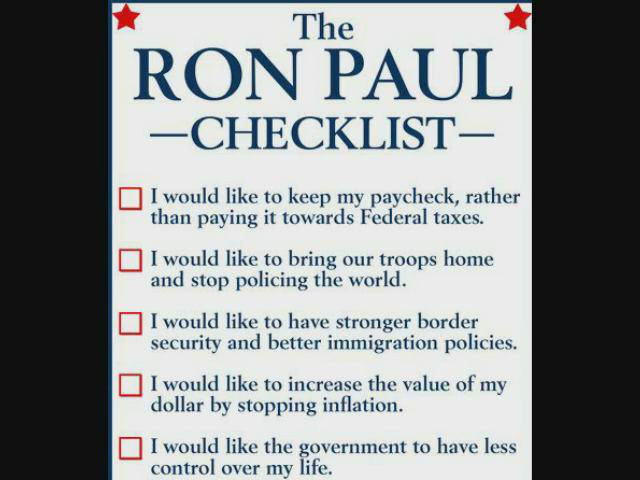 The
RON PAUL
—CHECKLIST—
I would like to keep my paycheck, rather
than paying it towards Federal taxes.
I would like to bring our troops home
and stop policing the world.
I would like to have stronger border
security and better immigration policies.
I would like to increase the value of my
dollar by stopping inflation.
I would like the government to have less
control over my life.